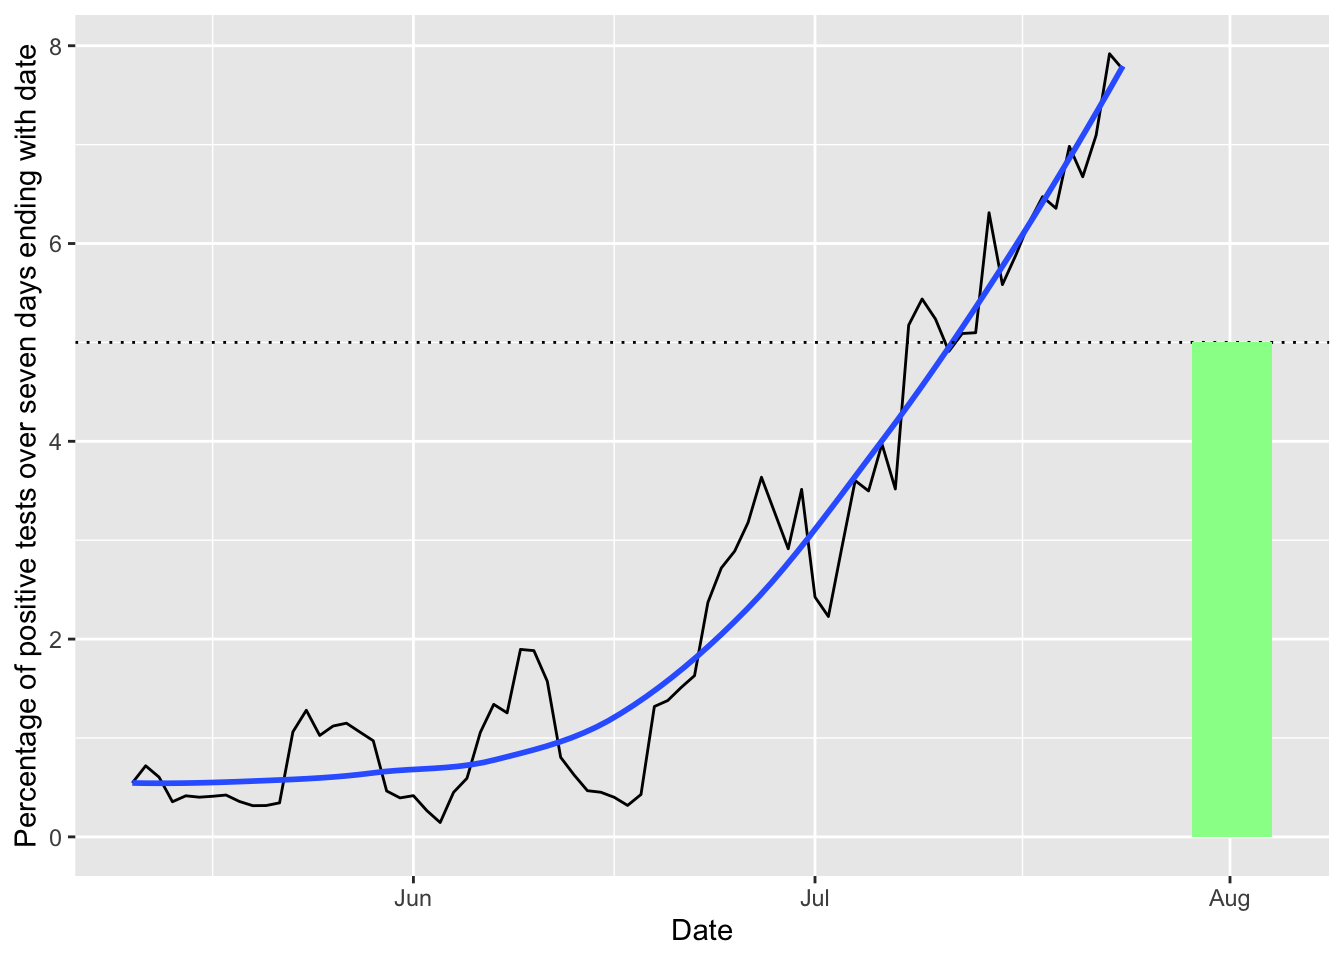 Percentage of positive tests over seven days ending with date
8
6
4
2
0
Jun
Jul
Aug
Date